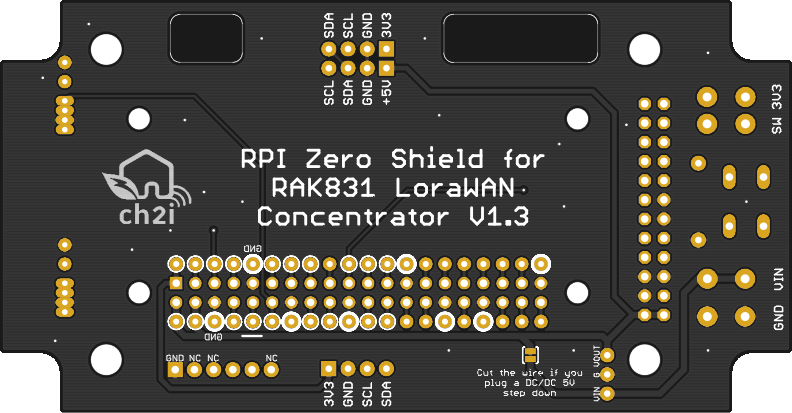 SDA
SCL
GND
3V3
SCL
SDA
GND
+5V
SW 3V3
RPI Zero Shield for
RAK831 LoraWAN
Concentrator V1.3
ch2i
GND
VIN
GND
GND
GND NC NC NC
3V3
GND
SCL
SDA
Cut the wire if you
plug a DC/DC 5V
step down
VIN G VOUT